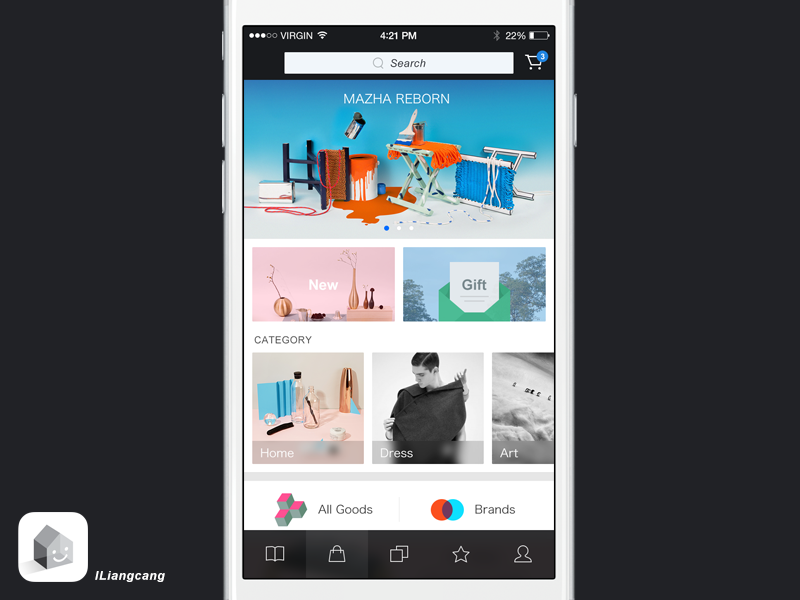 VIRGIN 4:21 PM 22%
Search
3
MAZHA REBORN
New
Gift
CATEGORY
Home
Dress
Art
All Goods
Brands
ILiangcang